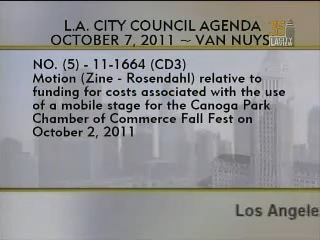 L.A. CITY COUNCIL AGENDA
OCTOBER 7, 2011 ~ VAN NUYS
35
NO. (5) - 11-1664 (CD3)
Motion (Zine - Rosendahl) relative to
funding for costs associated with the use
of a mobile stage for the Canoga Park
Chamber of Commerce Fall Fest on
October 2, 2011
Los Angele